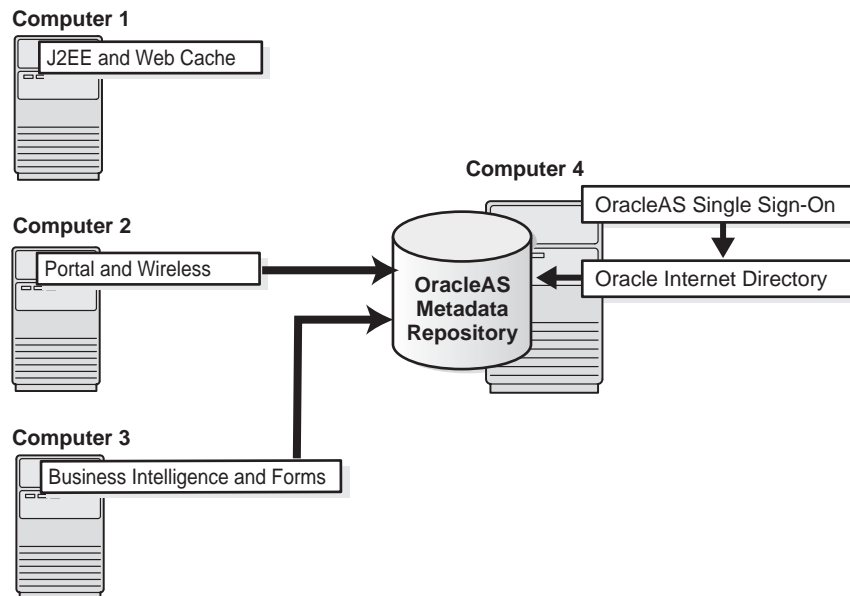 Computer 1
J2EE and Web Cache
Computer 2
Portal and Wireless
Computer 3
Business Intelligence and Forms
OracleAS
Metadata
Repository
Computer 4
OracleAS Single Sign-On
Oracle Internet Directory